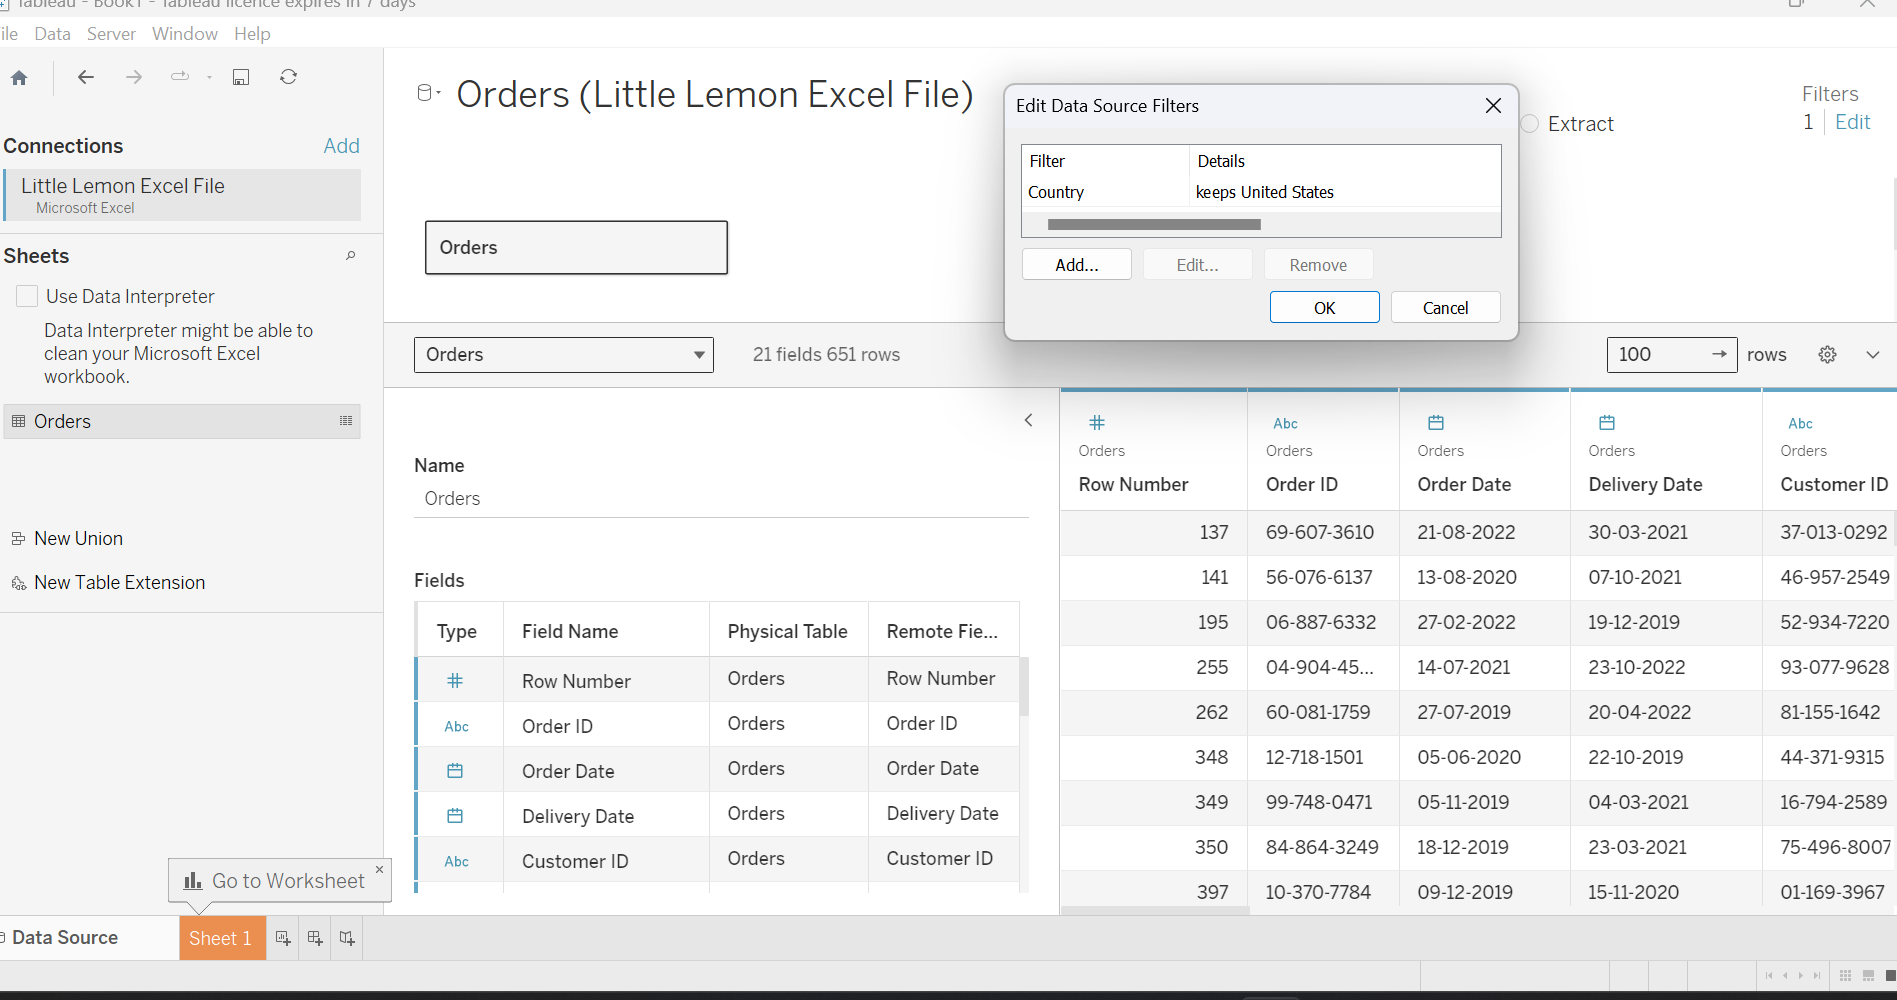 Tableau - Book1 - Tableau licence expires in 7 days
ile Data Server Window Help
Connections Add
Little Lemon Excel File
Microsoft Excel
Sheets
Use Data Interpreter
Data Interpreter might be able to
clean your Microsoft Excel
workbook.
Orders
New Union
New Table Extension
Orders (Little Lemon Excel File)
Extract
Filters
1 Edit
Orders
Edit Data Source Filters
Filter Details
Country keeps United States
Add... Edit... Remove
OK Cancel
Orders 21 fields 651 rows 100 → rows
Name
Orders
Fields
Type Field Name Physical Table Remote Fie...
# Row Number Orders Row Number
Abc Order ID Orders Order ID
Order Date Orders Order Date
Delivery Date Orders Delivery Date
Abc Customer ID Orders Customer ID
# Abc Abc
Orders Orders Orders Orders Orders
Row Number Order ID Order Date Delivery Date Customer ID
137 69-607-3610 21-08-2022 30-03-2021 37-013-0292
141 56-076-6137 13-08-2020 07-10-2021 46-957-2549
195 06-887-6332 27-02-2022 19-12-2019 52-934-7220
255 04-904-45... 14-07-2021 23-10-2022 93-077-9628
262 60-081-1759 27-07-2019 20-04-2022 81-155-1642
348 12-718-1501 05-06-2020 22-10-2019 44-371-9315
349 99-748-0471 05-11-2019 04-03-2021 16-794-2589
350 84-864-3249 18-12-2019 23-03-2021 75-496-8007
397 10-370-7784 09-12-2019 15-11-2020 01-169-3967
Go to Worksheet
Data Source Sheet 1